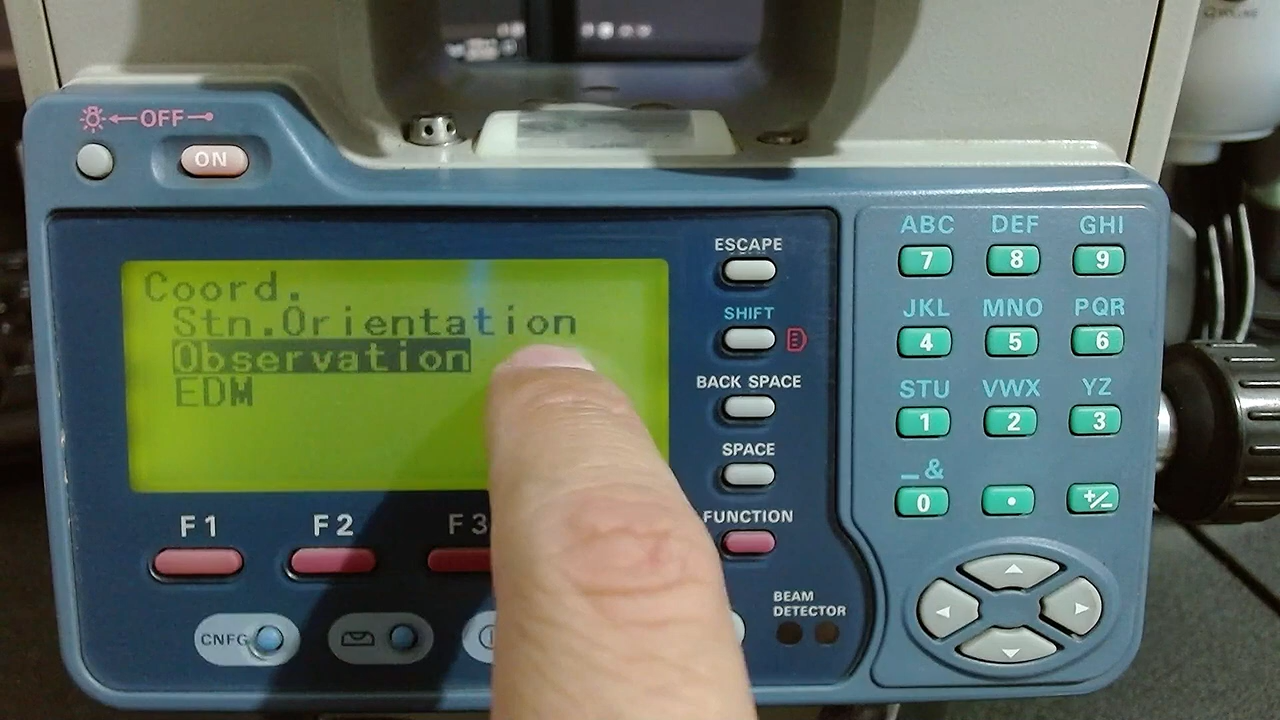 OFF
ON
Coord.
Stn.Orientation
Observation
EDM
ESCAPE
SHIFT
BACK SPACE
SPACE
FUNCTION
F1 F2 F3
CNFG
BEAM
DETECTOR
ABC DEF GHI
7 8 9
JKL MNO PQR
4 5 6
STU VWX YZ
1 2 3
_&
0 . +/-